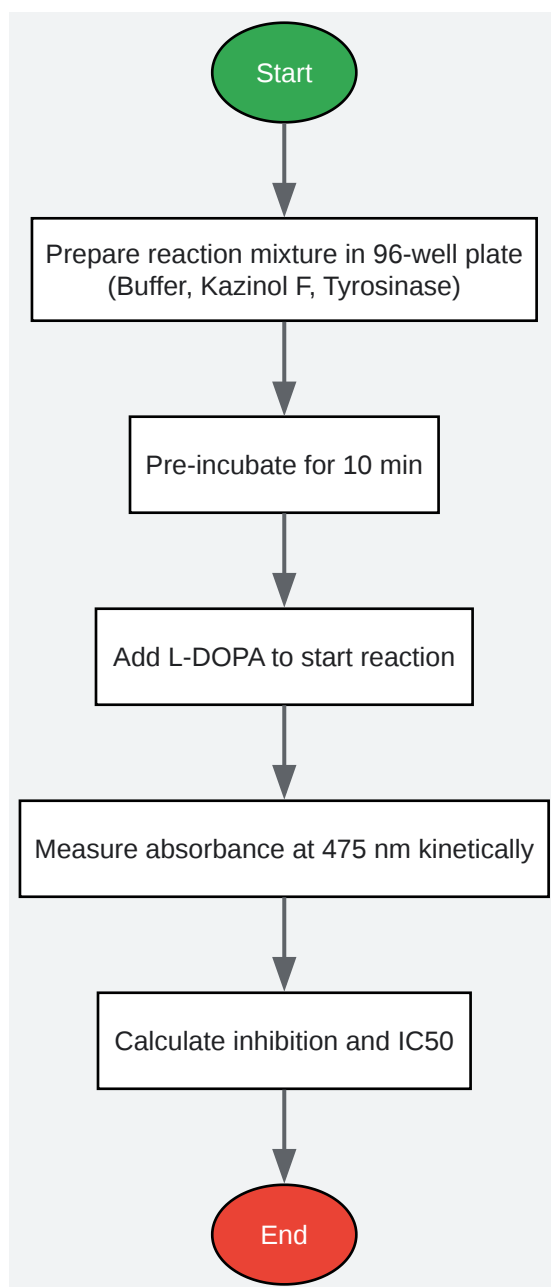 Start
Prepare reaction mixture in 96-well plate
(Buffer, Kazinol F, Tyrosinase)
Pre-incubate for 10 min
Add L-DOPA to start reaction
Measure absorbance at 475 nm kinetically
Calculate inhibition and IC50
End